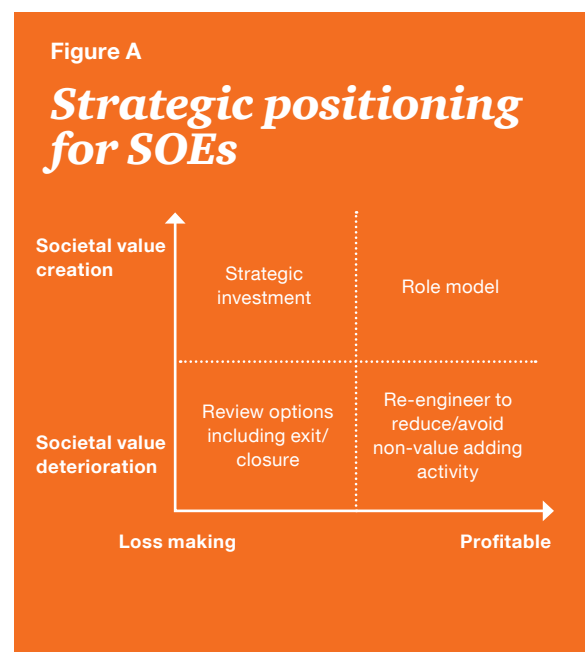 Figure A
Strategic positioning
for SOEs
Societal value
creation
Strategic
investment
Role model
Societal value
deterioration
Review options
including exit/
closure
Re-engineer to
reduce/avoid
non-value adding
activity
Loss making
Profitable